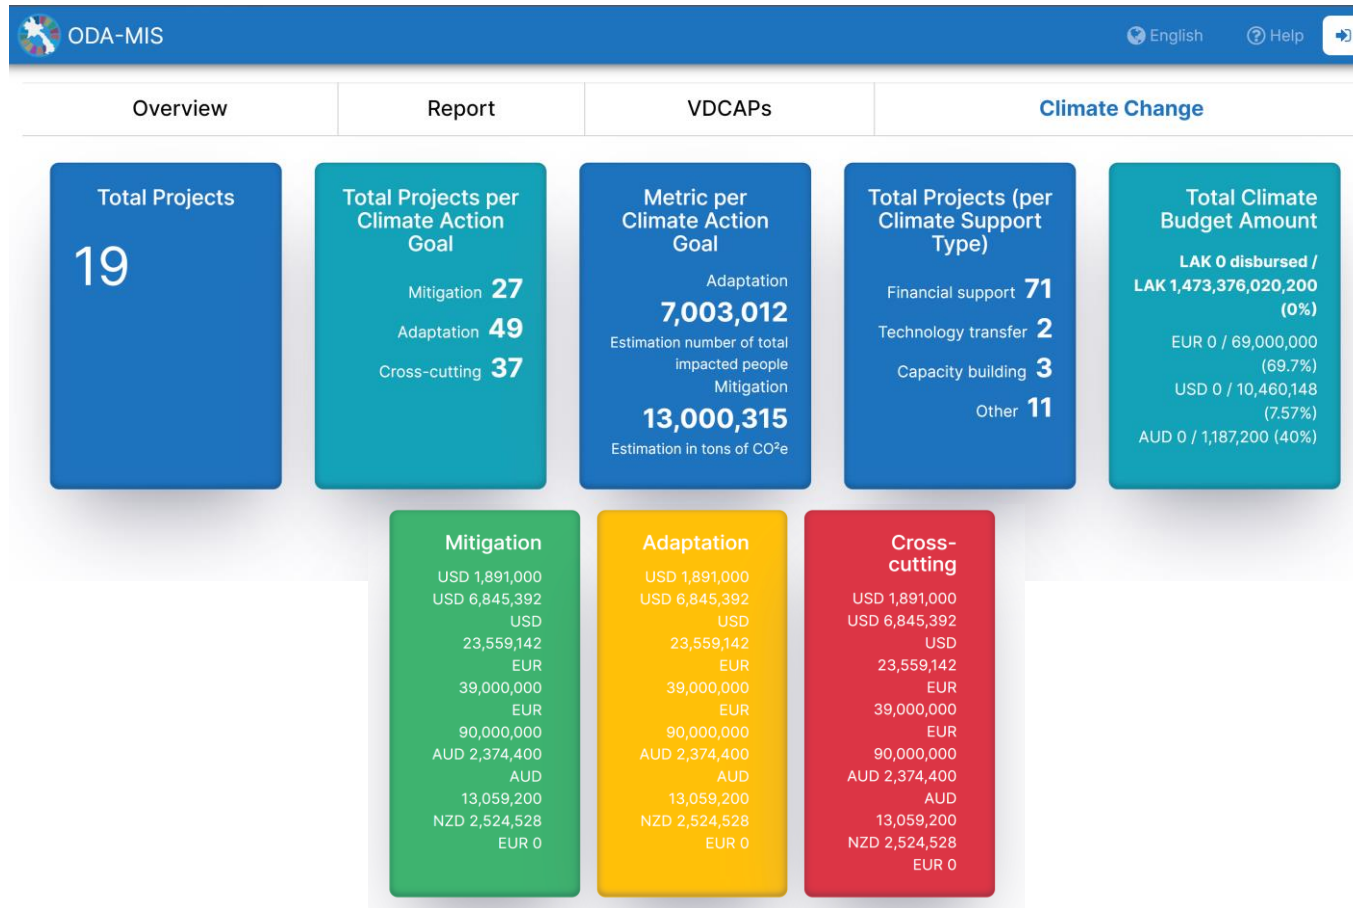 ODA-MIS
English
Help
Overview
Report
VDCAPs
Climate Change
Total Projects
19
Total Projects per
Climate Action
Goal
Mitigation 27
Adaptation 49
Cross-cutting 37
Metric per
Climate Action
Goal
Adaptation
7,003,012
Estimation number of total
impacted people
Mitigation
13,000,315
Estimation in tons of CO²e
Total Projects (per
Climate Support
Type)
Financial support 71
Technology transfer 2
Capacity building 3
Other 11
Total Climate
Budget Amount
LAK 0 disbursed /
LAK 1,473,376,020,200
(0%)
EUR 0 / 69,000,000
(69.7%)
USD 0 / 10,460,148
(7.57%)
AUD 0 / 1,187,200 (40%)
Mitigation
USD 1,891,000
USD 6,845,392
USD
23,559,142
EUR
39,000,000
EUR
90,000,000
AUD 2,374,400
AUD
13,059,200
NZD 2,524,528
EUR 0
Adaptation
USD 1,891,000
USD 6,845,392
USD
23,559,142
EUR
39,000,000
EUR
90,000,000
AUD 2,374,400
AUD
13,059,200
NZD 2,524,528
EUR 0
Cross-
cutting
USD 1,891,000
USD 6,845,392
USD
23,559,142
EUR
39,000,000
EUR
90,000,000
AUD 2,374,400
AUD
13,059,200
NZD 2,524,528
EUR 0